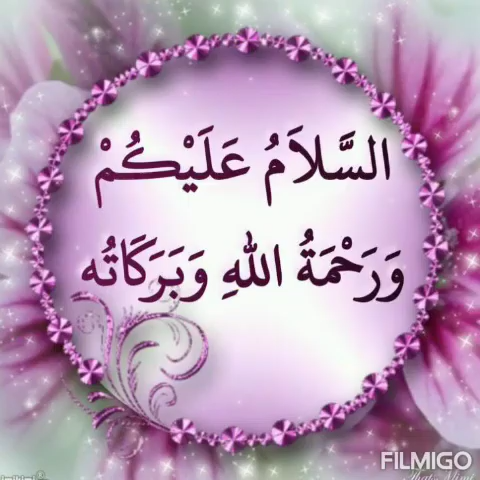 السَّلَامُ عَلَيْكُمْ
وَرَحْمَةُ اللهِ وَبَرَكَاتُه
FILMIGO